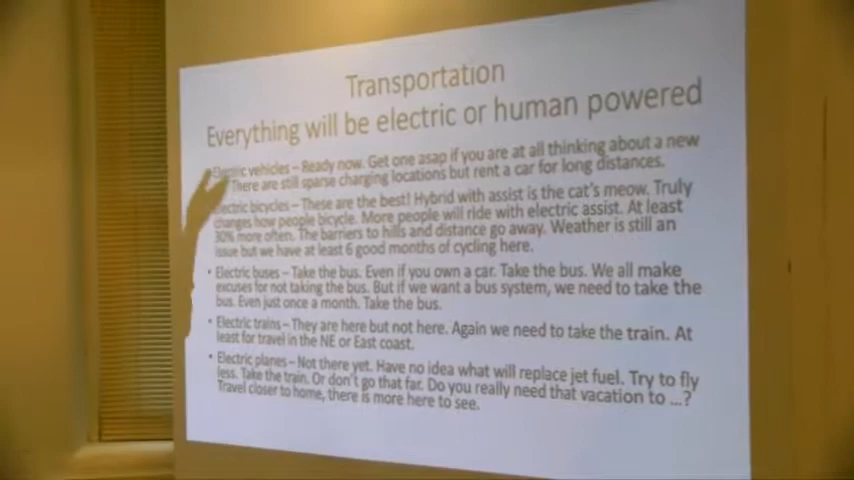 Transportation
Everything will be electric or human powered
Electric vehicles – Ready now. Get one asap if you are at all thinking about a new
There are still sparse charging locations but rent a car for long distances.
Electric bicycles – These are the best! Hybrid with assist is the cat's meow. Truly
changes how people bicycle. More people will ride with electric assist. At least
30% more often. The barriers to hills and distance go away. Weather is still an
issue but we have at least 6 good months of cycling here.
• Electric buses – Take the bus. Even if you own a car. Take the bus. We all make
excuses for not taking the bus. But if we want a bus system, we need to take the
bus. Even just once a month. Take the bus.
• Electric trains – They are here but not here. Again we need to take the train. At
least for travel in the NE or East coast.
• Electric planes – Not there yet. Have no idea what will replace jet fuel. Try to fly
less. Take the train. Or don't go that far. Do you really need that vacation to ...?
Travel closer to home, there is more here to see.